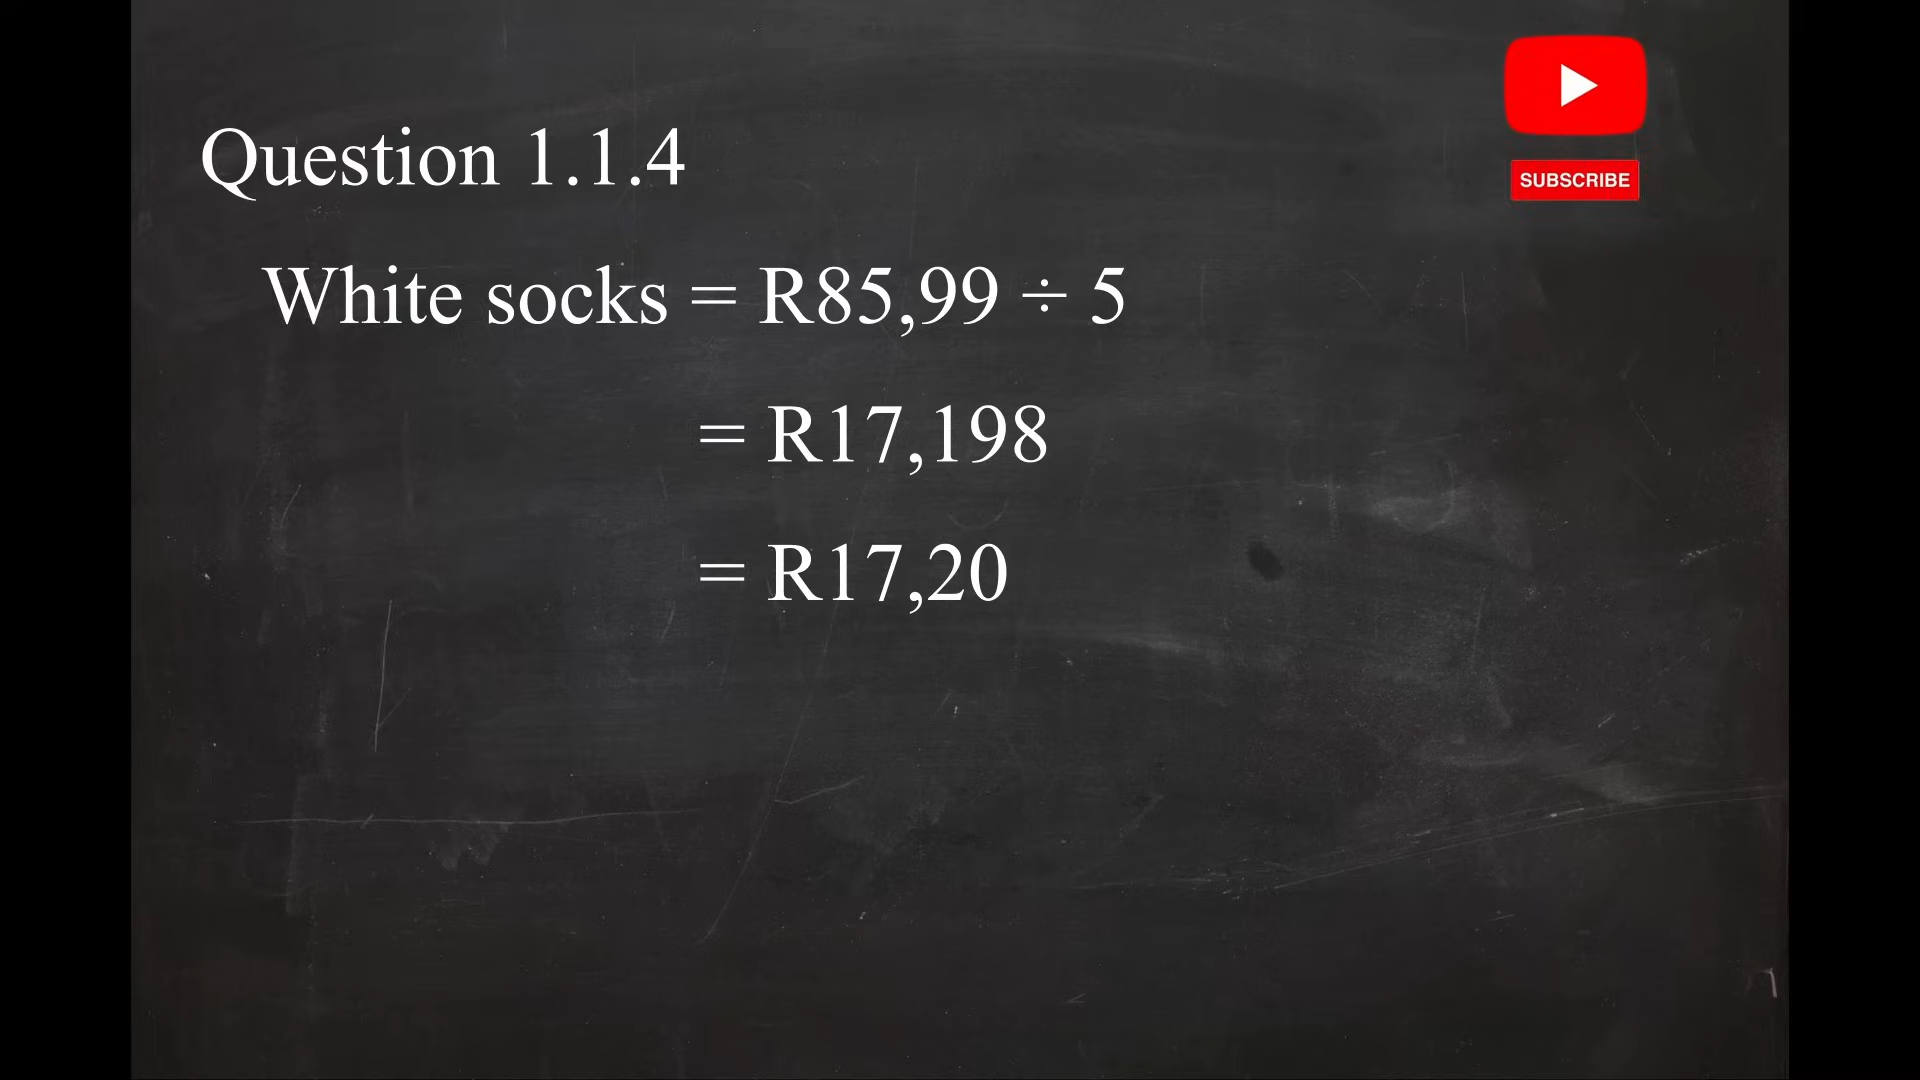 SUBSCRIBE
Question 1.1.4
White socks = R85,99 ÷ 5
= R17,198
= R17,20